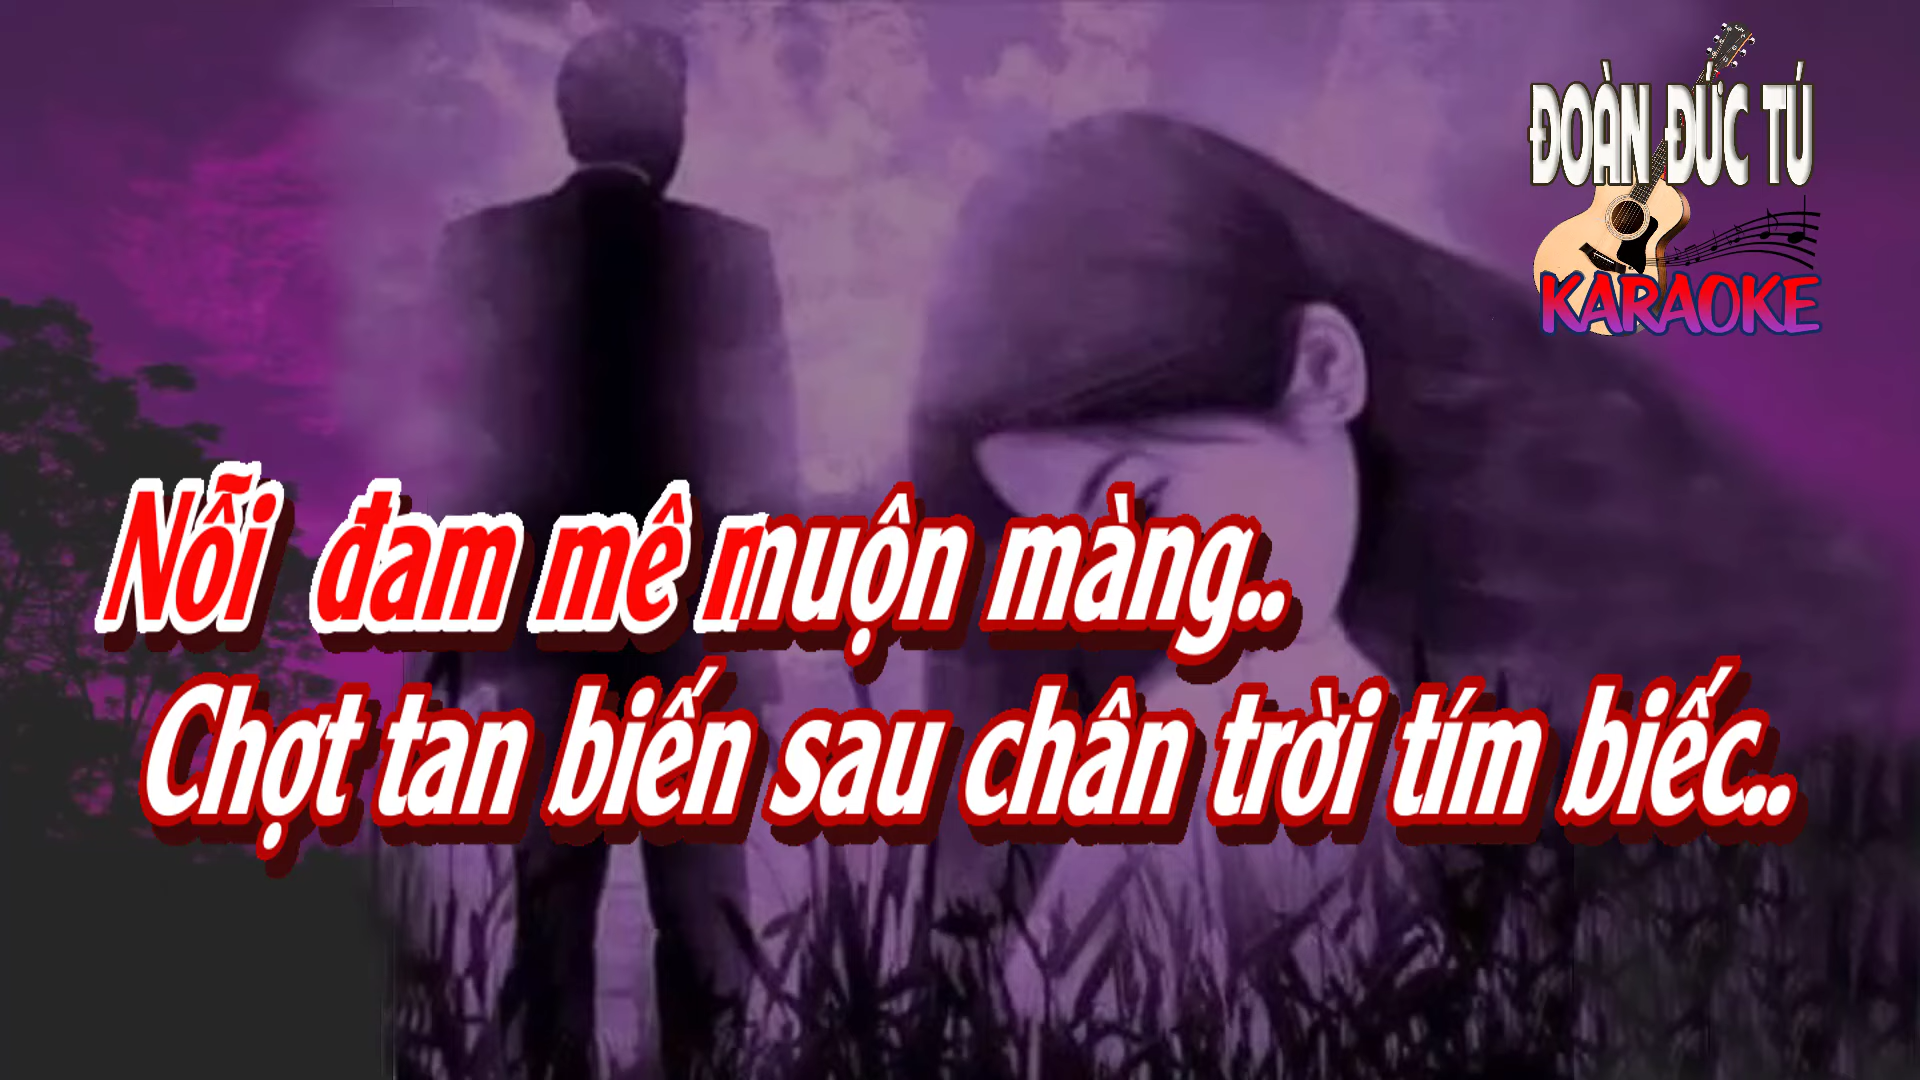 ĐOÀN ĐỨC TÚ
KARAOKE
Nỗi đam mê muộn màng..
Chợt tan biến sau chân trời tím biếc..